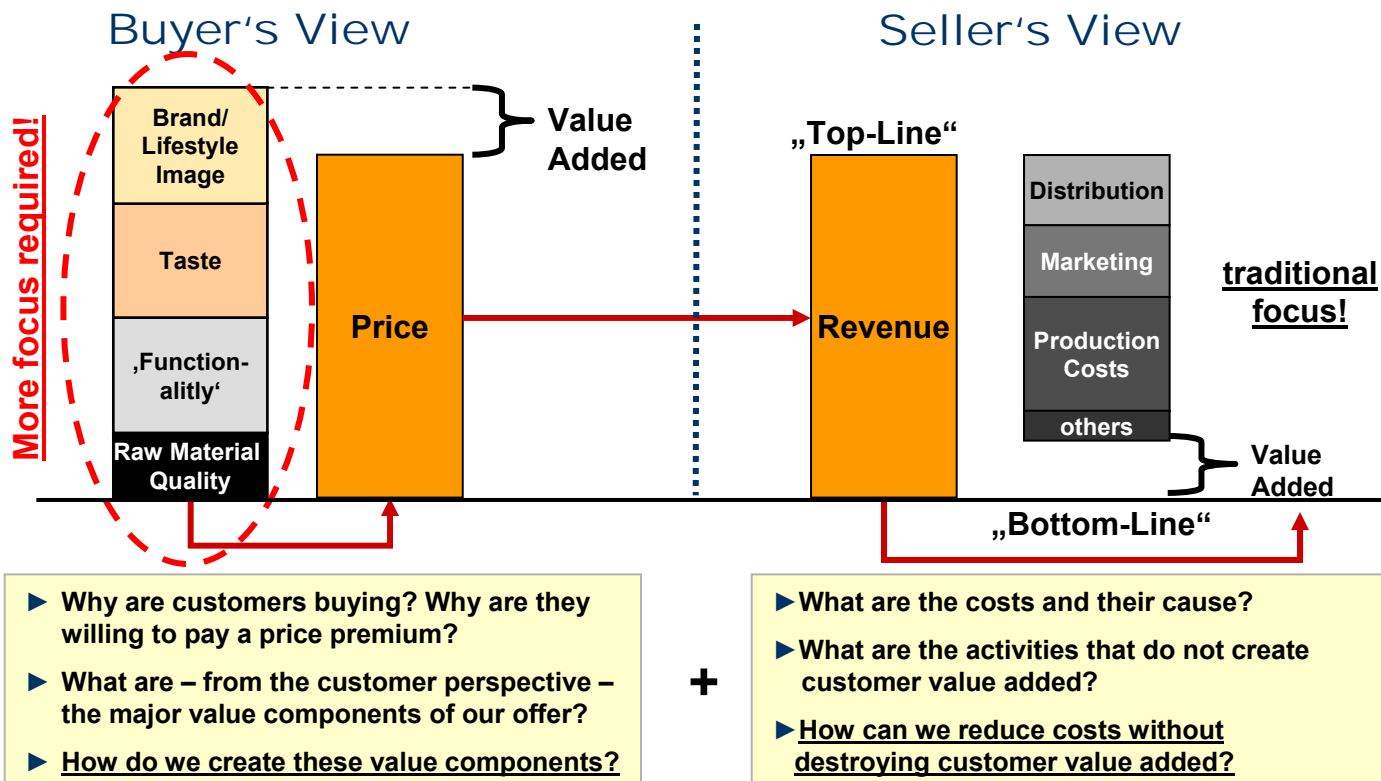 Buyer‘s View
Seller‘s View
More focus required!
Brand/
Lifestyle
Image
Taste
‚Function-
alitly‘
Raw Material
Quality
Price
Value
Added
„Top-Line“
Revenue
Distribution
Marketing
Production
Costs
others
traditional
focus!
Value
Added
„Bottom-Line“
► Why are customers buying? Why are they
willing to pay a price premium?
► What are – from the customer perspective –
the major value components of our offer?
► How do we create these value components?
+
►What are the costs and their cause?
►What are the activities that do not create
customer value added?
►How can we reduce costs without
destroying customer value added?